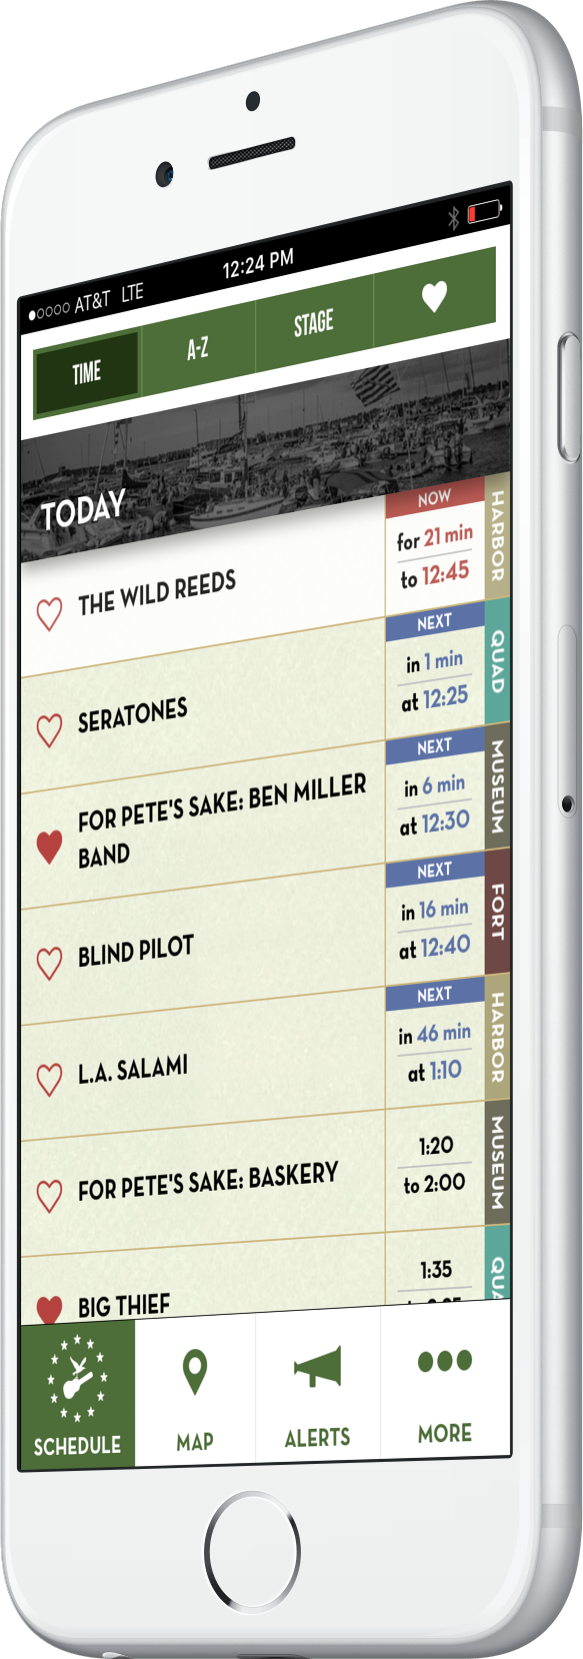 AT&T LTE 12:24 PM
TIME A-Z STAGE
TODAY
HARBOR
NOW
for 21 min
to 12:45
THE WILD REEDS
QUAD
NEXT
in 1 min
at 12:25
SERATONES
MUSEUM
NEXT
in 6 min
at 12:30
FOR PETE'S SAKE: BEN MILLER
BAND
FORT
NEXT
in 16 min
at 12:40
BLIND PILOT
HARBOR
NEXT
in 46 min
at 1:10
L.A. SALAMI
MUSEUM
1:20
to 2:00
FOR PETE'S SAKE: BASKERY
1:35
BIG THIEF
SCHEDULE MAP ALERTS MORE